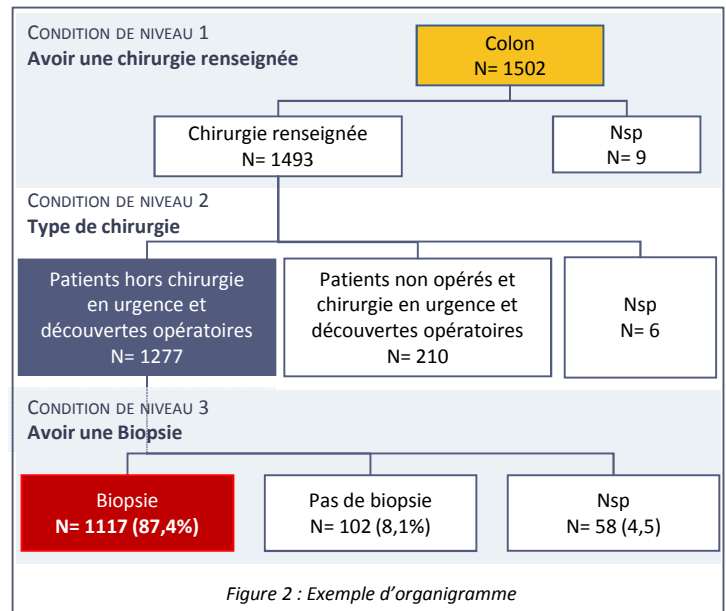 CONDITION DE NIVEAU 1
Avoir une chirurgie renseignée
Colon
N= 1502
Chirurgie renseignée
N= 1493
Nsp
N= 9
CONDITION DE NIVEAU 2
Type de chirurgie
Patients hors chirurgie
en urgence et
découvertes opératoires
N= 1277
Patients non opérés et
chirurgie en urgence et
découvertes opératoires
N= 210
Nsp
N= 6
CONDITION DE NIVEAU 3
Avoir une Biopsie
Biopsie
N= 1117 (87,4%)
Pas de biopsie
N= 102 (8,1%)
Nsp
N= 58 (4,5)
Figure 2 : Exemple d'organigramme